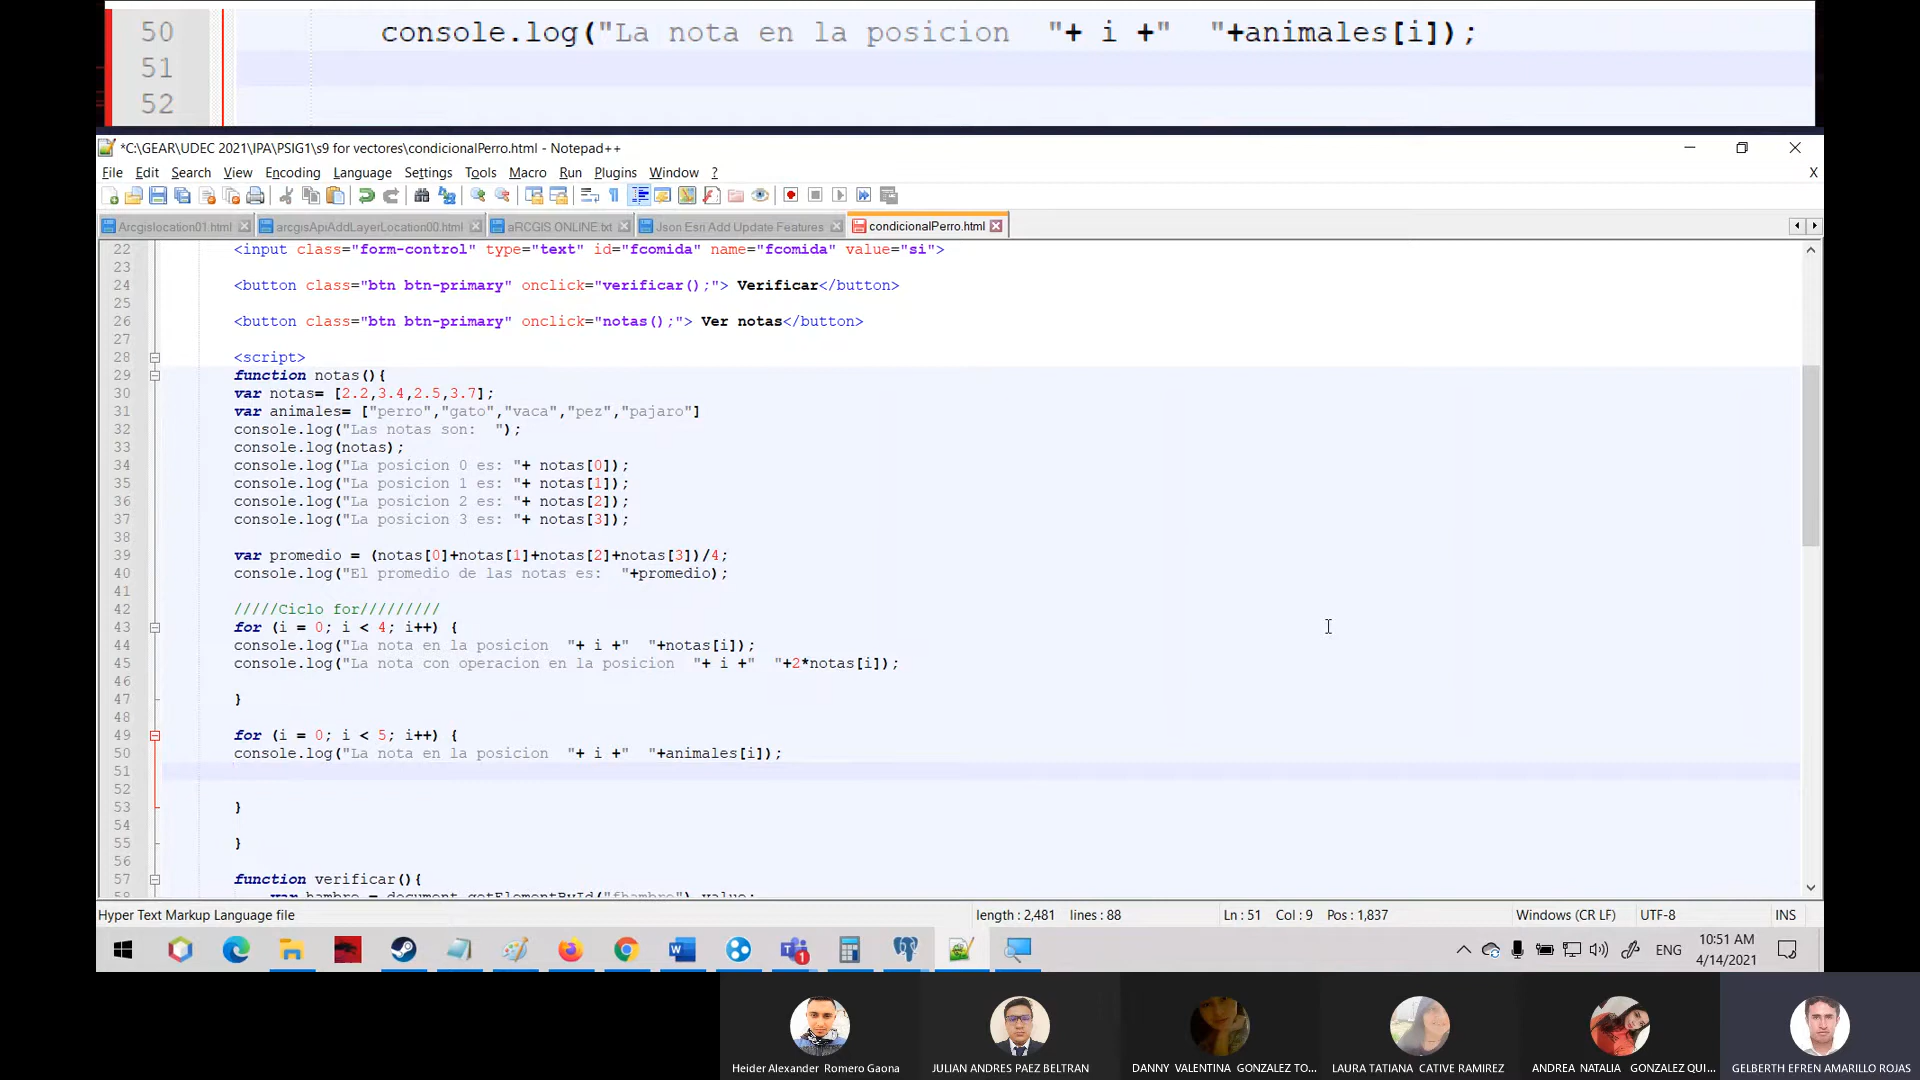 50 console.log("La nota en la posicion  "+ i +"  "+animales[i]);
51
52
*C:\GEAR\UDEC 2021\IPA\PSIG1\s9 for vectores\condicionalPerro.html - Notepad++
File Edit Search View Encoding Language Settings Tools Macro Run Plugins Window ? X
Arcgislocation01.html arcgisApiAddLayerLocation00.html aRCGIS ONLINE.txt Json Esri Add Update Features condicionalPerro.html
22 <input class="form-control" type="text" id="fcomida" name="fcomida" value="si">
23
24 <button class="btn btn-primary" onclick="verificar();"> Verificar</button>
25
26 <button class="btn btn-primary" onclick="notas();"> Ver notas</button>
27
28 <script>
29 function notas(){
30 var notas= [2.2,3.4,2.5,3.7];
31 var animales= ["perro","gato","vaca","pez","pajaro"]
32 console.log("Las notas son:  ");
33 console.log(notas);
34 console.log("La posicion 0 es: "+ notas[0]);
35 console.log("La posicion 1 es: "+ notas[1]);
36 console.log("La posicion 2 es: "+ notas[2]);
37 console.log("La posicion 3 es: "+ notas[3]);
38
39 var promedio = (notas[0]+notas[1]+notas[2]+notas[3])/4;
40 console.log("El promedio de las notas es:  "+promedio);
41
42 /////Ciclo for/////////
43 for (i = 0; i < 4; i++) {
44 console.log("La nota en la posicion  "+ i +"  "+notas[i]);
45 console.log("La nota con operacion en la posicion  "+ i +"  "+2*notas[i]);
46
47 }
48
49 for (i = 0; i < 5; i++) {
50 console.log("La nota en la posicion  "+ i +"  "+animales[i]);
51
52
53 }
54
55 }
56
57 function verificar(){
58 var hambre = document.getElementById("fhambre").value;
Hyper Text Markup Language file length : 2,481 lines : 88 Ln : 51 Col : 9 Pos : 1,837 Windows (CR LF) UTF-8 INS
1 ENG 10:51 AM
4/14/2021
Heider Alexander Romero Gaona JULIAN ANDRES PAEZ BELTRAN DANNY VALENTINA GONZALEZ TO... LAURA TATIANA CATIVE RAMIREZ ANDREA NATALIA GONZALEZ QUI... GELBERTH EFREN AMARILLO ROJAS